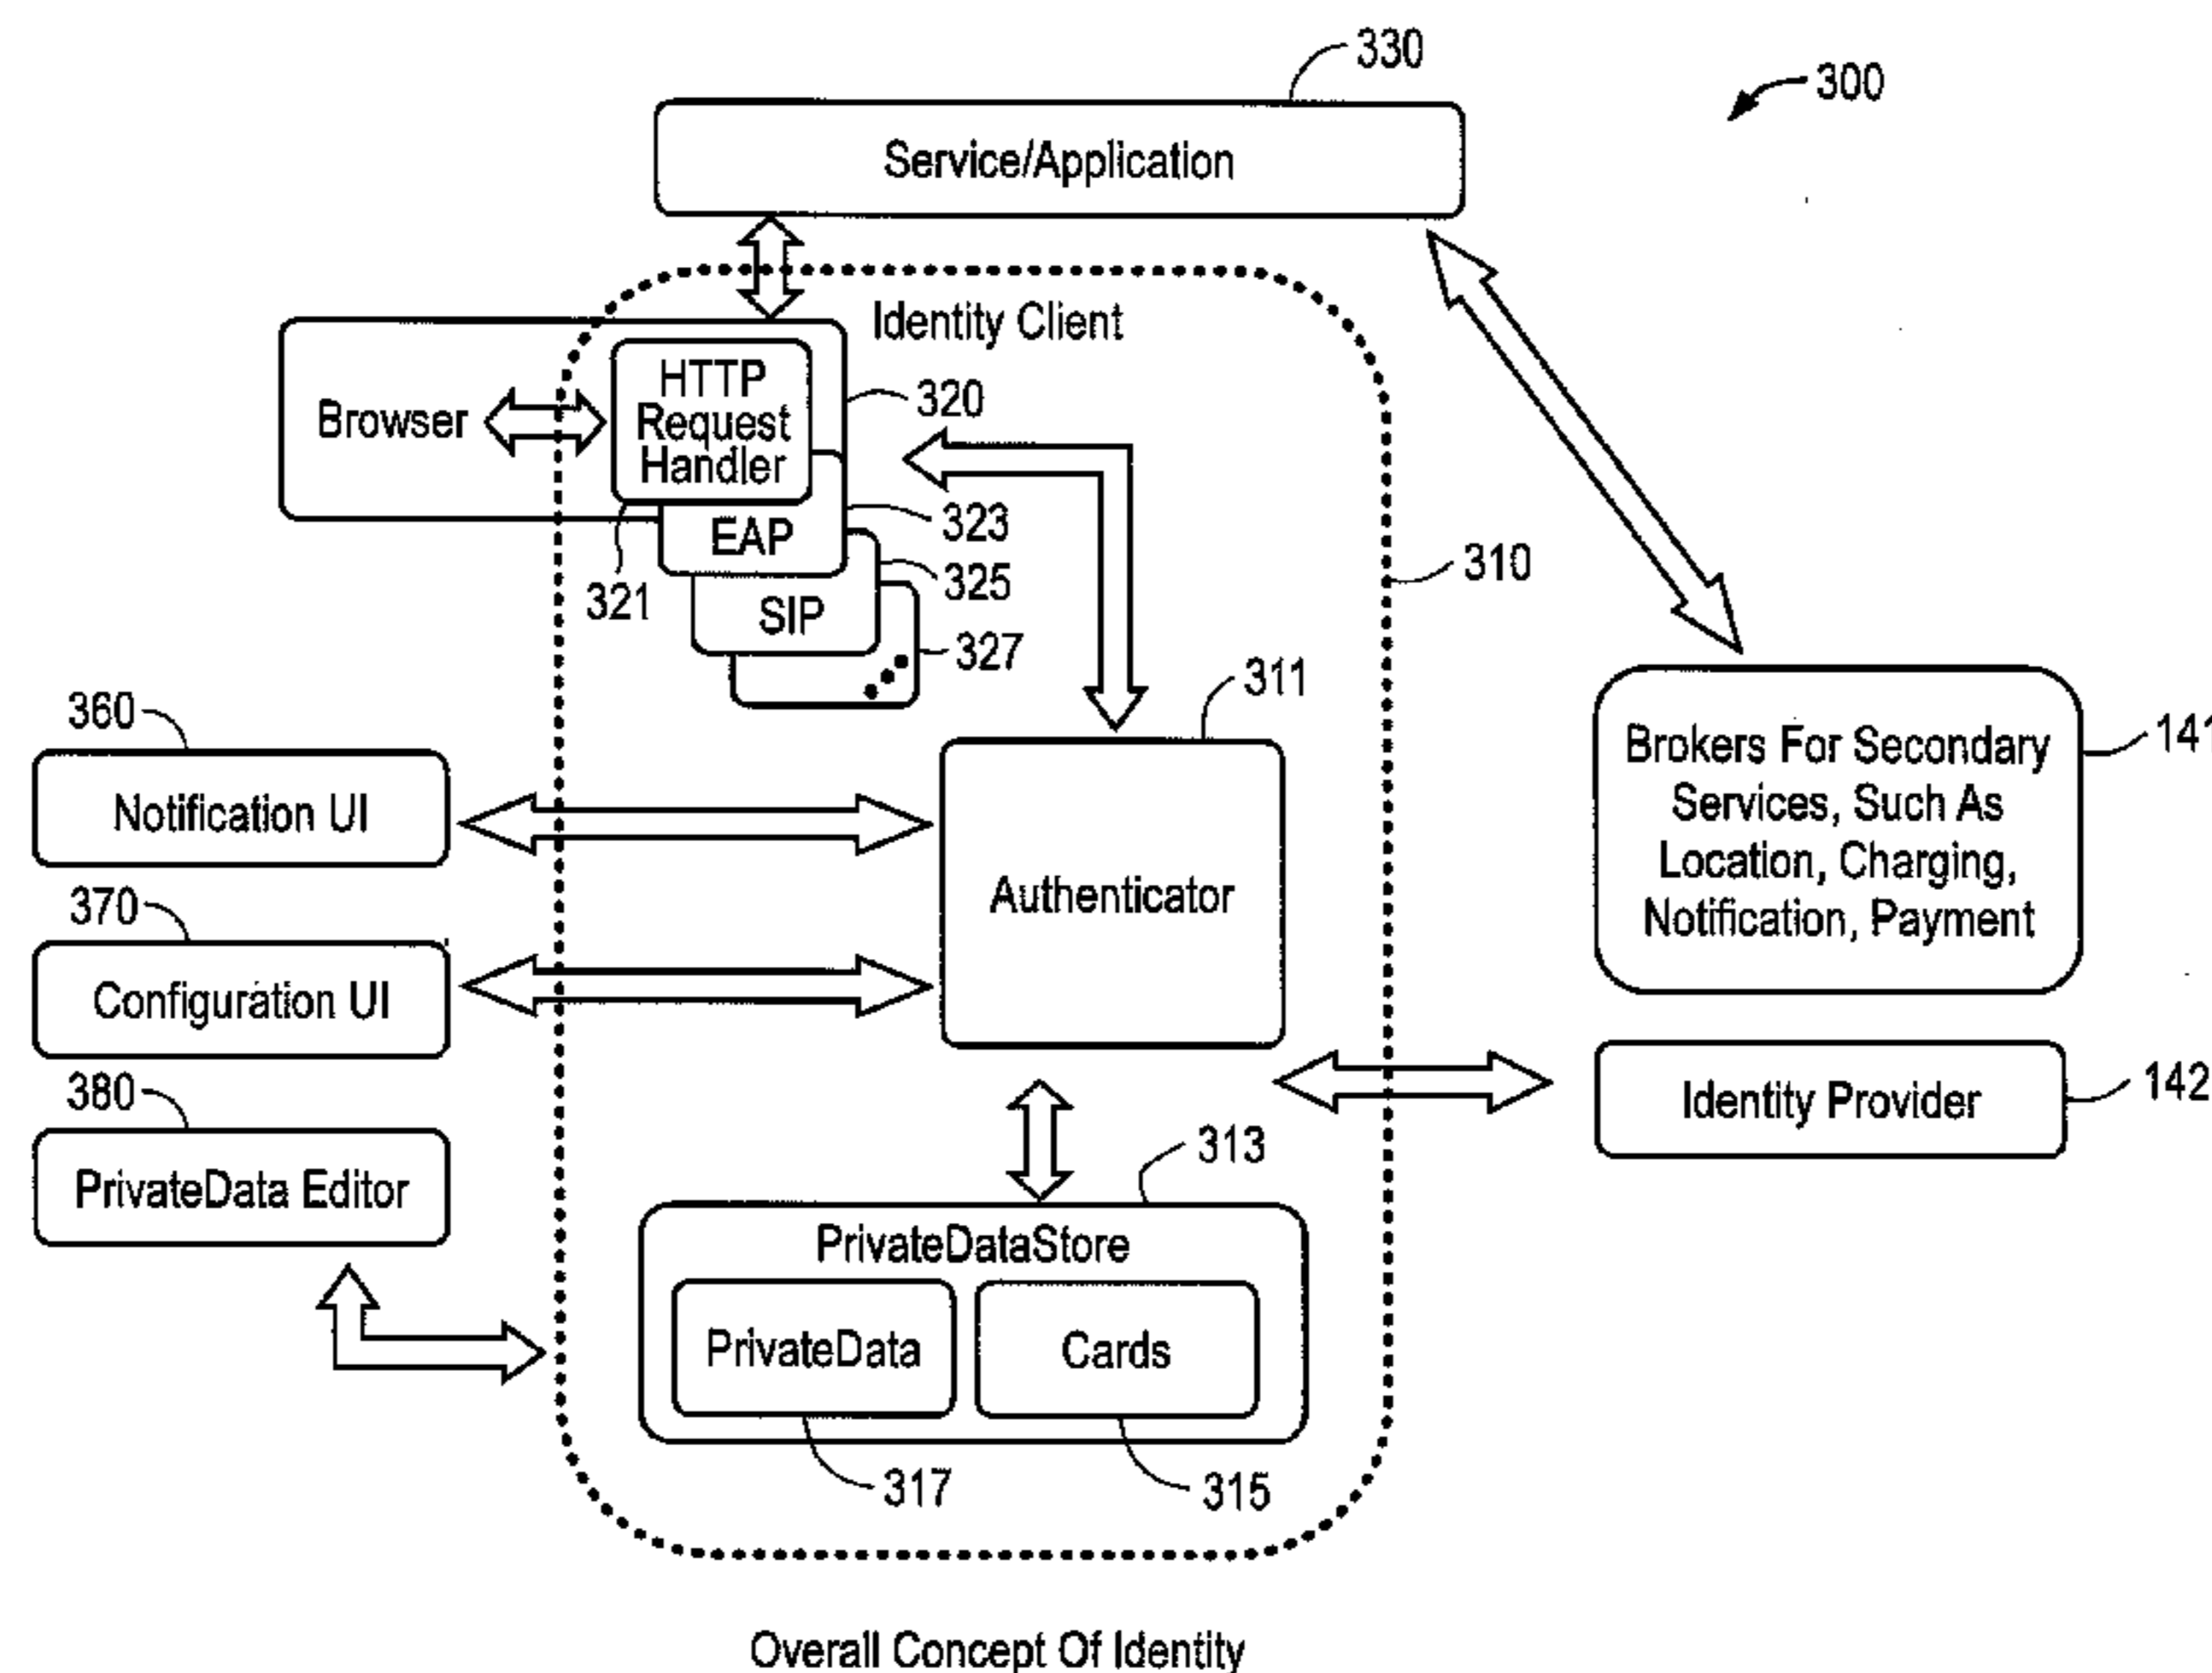 330
300
Service/Application
Identity Client
HTTP
Request
Handler
Browser
320
EAP
323
321
SIP
325
327
310
311
360
Notification UI
Authenticator
Brokers For Secondary
Services, Such As
Location, Charging,
Notification, Payment
141
370
Configuration UI
Identity Provider
142
380
PrivateData Editor
313
PrivateDataStore
PrivateData
Cards
317
315
Overall Concept Of Identity